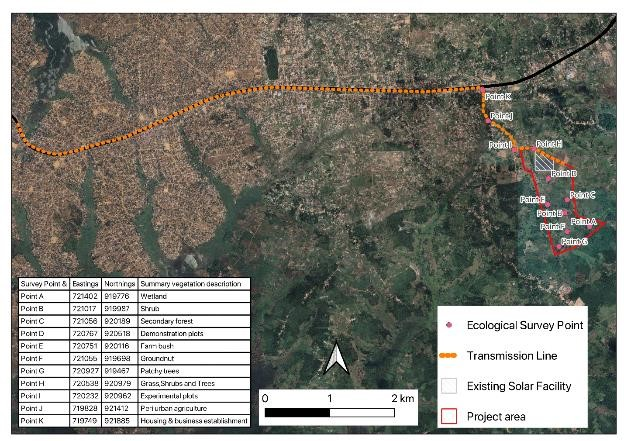 Point K
Point J
Point I
Point H
Point D
Point C
Point E
Point B
Point A
Point F
Point G
Survey Point & Eastings Northings Summary vegetation description
Point A 721402 919776 Wetland
Point B 721017 919987 Shrub
Point C 721056 920189 Secondary forest
Point D 720767 920518 Demonstration plots
Point E 720751 920116 Farm bush
Point F 721055 919698 Groundnut
Point G 720927 919467 Patchy trees
Point H 720538 920979 Grass,Shrubs and Trees
Point I 720232 920962 Experimental plots
Point J 719828 921412 Peri urban agriculture
Point K 719749 921885 Housing & business establishment
0 1 2 km
Ecological Survey Point
Transmission Line
Existing Solar Facility
Project area